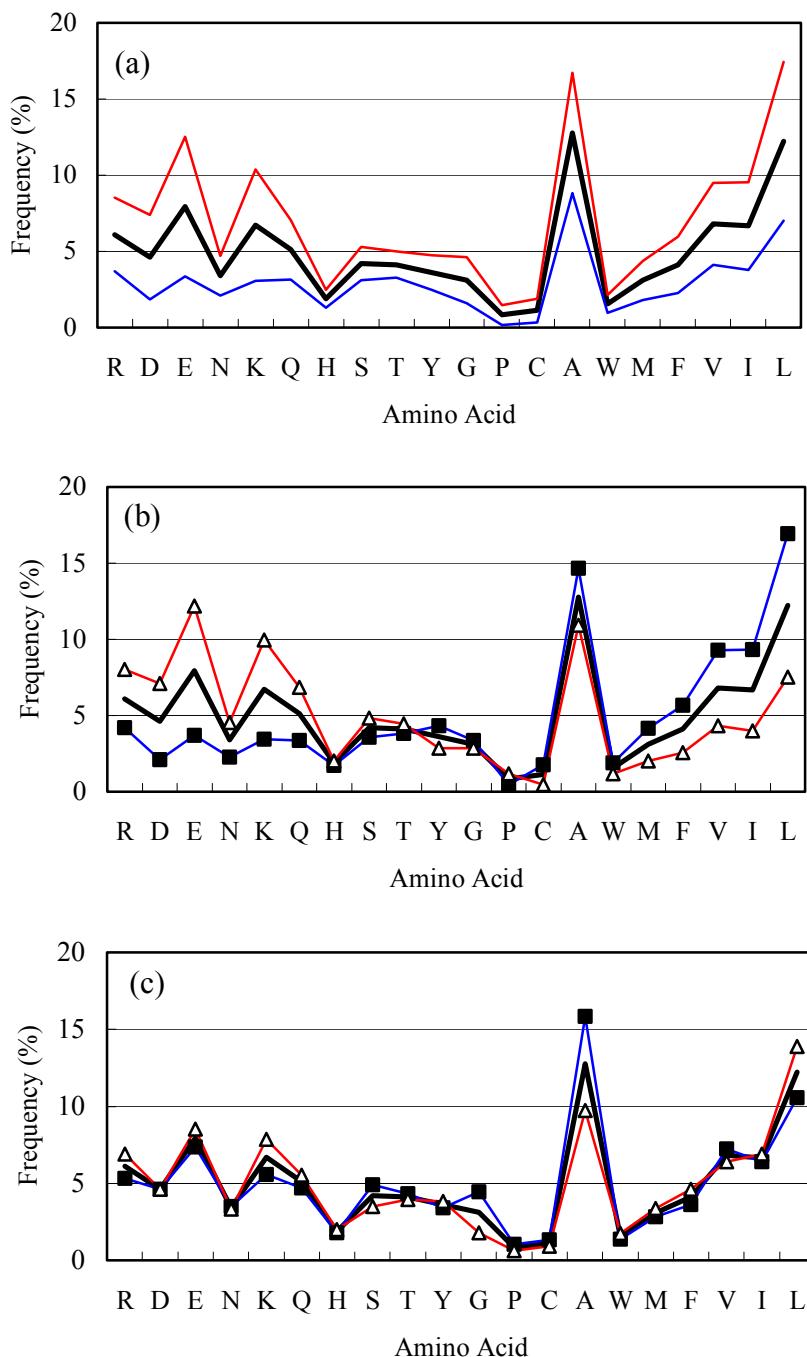 20
(a)
15
10
5
0
Frequency (%)
R D E N K Q H S T Y G P C A W M F V I L
Amino Acid
20
(b)
15
10
5
0
Frequency (%)
R D E N K Q H S T Y G P C A W M F V I L
Amino Acid
20
(c)
15
10
5
0
Frequency (%)
R D E N K Q H S T Y G P C A W M F V I L
Amino Acid